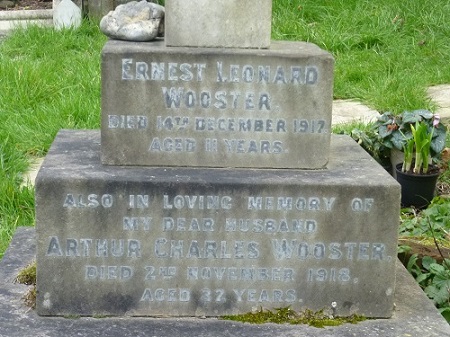 ERNEST LEONARD
WOOSTER
DIED 14TH DECEMBER 1917
AGED 11 YEARS.
ALSO IN LOVING MEMORY OF
MY DEAR HUSBAND
ARTHUR CHARLES WOOSTER,
DIED 2ND NOVEMBER 1918,
AGED 37 YEARS.